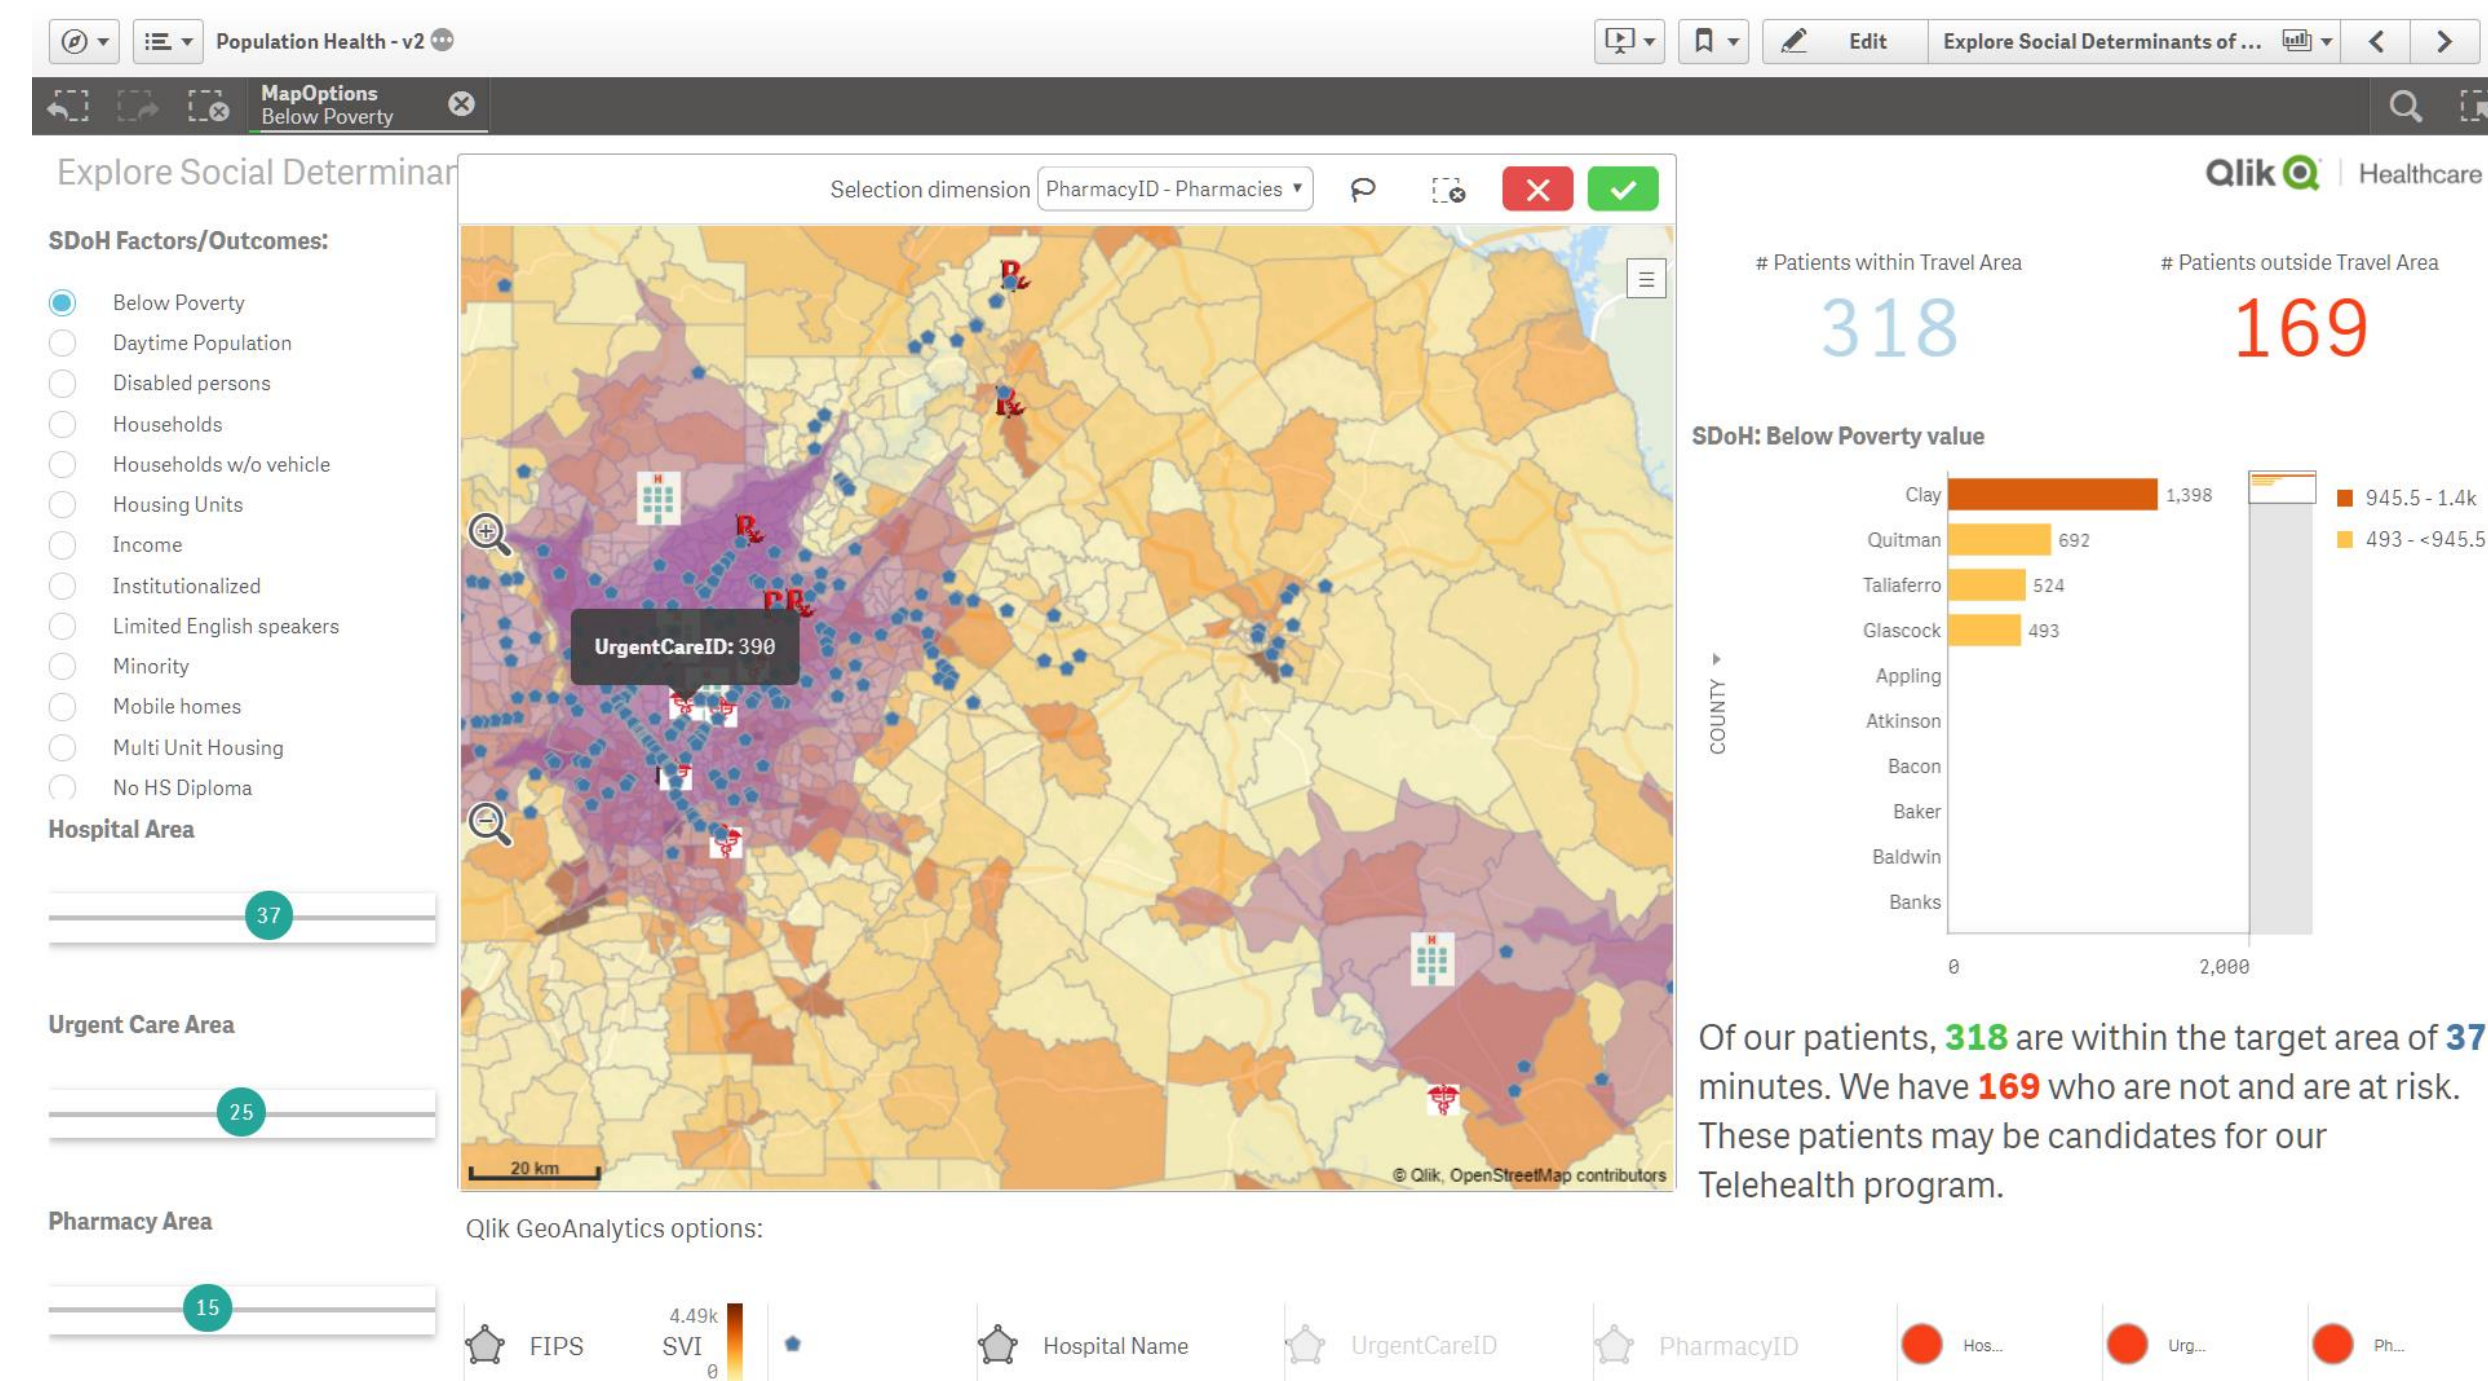 Population Health - v2
Edit
Explore Social Determinants of ...
MapOptions
Below Poverty
Explore Social Determinan
Selection dimension PharmacyID - Pharmacies
Qlik Healthcare
SDoH Factors/Outcomes:
Below Poverty
Daytime Population
Disabled persons
Households
Households w/o vehicle
Housing Units
Income
Institutionalized
Limited English speakers
Minority
Mobile homes
Multi Unit Housing
No HS Diploma
Hospital Area
37
Urgent Care Area
25
Pharmacy Area
15
UrgentCareID: 390
20 km
© Qlik, OpenStreetMap contributors
# Patients within Travel Area
318
# Patients outside Travel Area
169
SDoH: Below Poverty value
COUNTY
Clay 1,398
Quitman 692
Taliaferro 524
Glascock 493
Appling
Atkinson
Bacon
Baker
Baldwin
Banks
0 2,000
945.5 - 1.4k
493 - <945.5
Of our patients, 318 are within the target area of 37
minutes. We have 169 who are not and are at risk.
These patients may be candidates for our
Telehealth program.
Qlik GeoAnalytics options:
FIPS
4.49k
SVI
0
Hospital Name
UrgentCareID
PharmacyID
Hos...
Urg...
Ph...